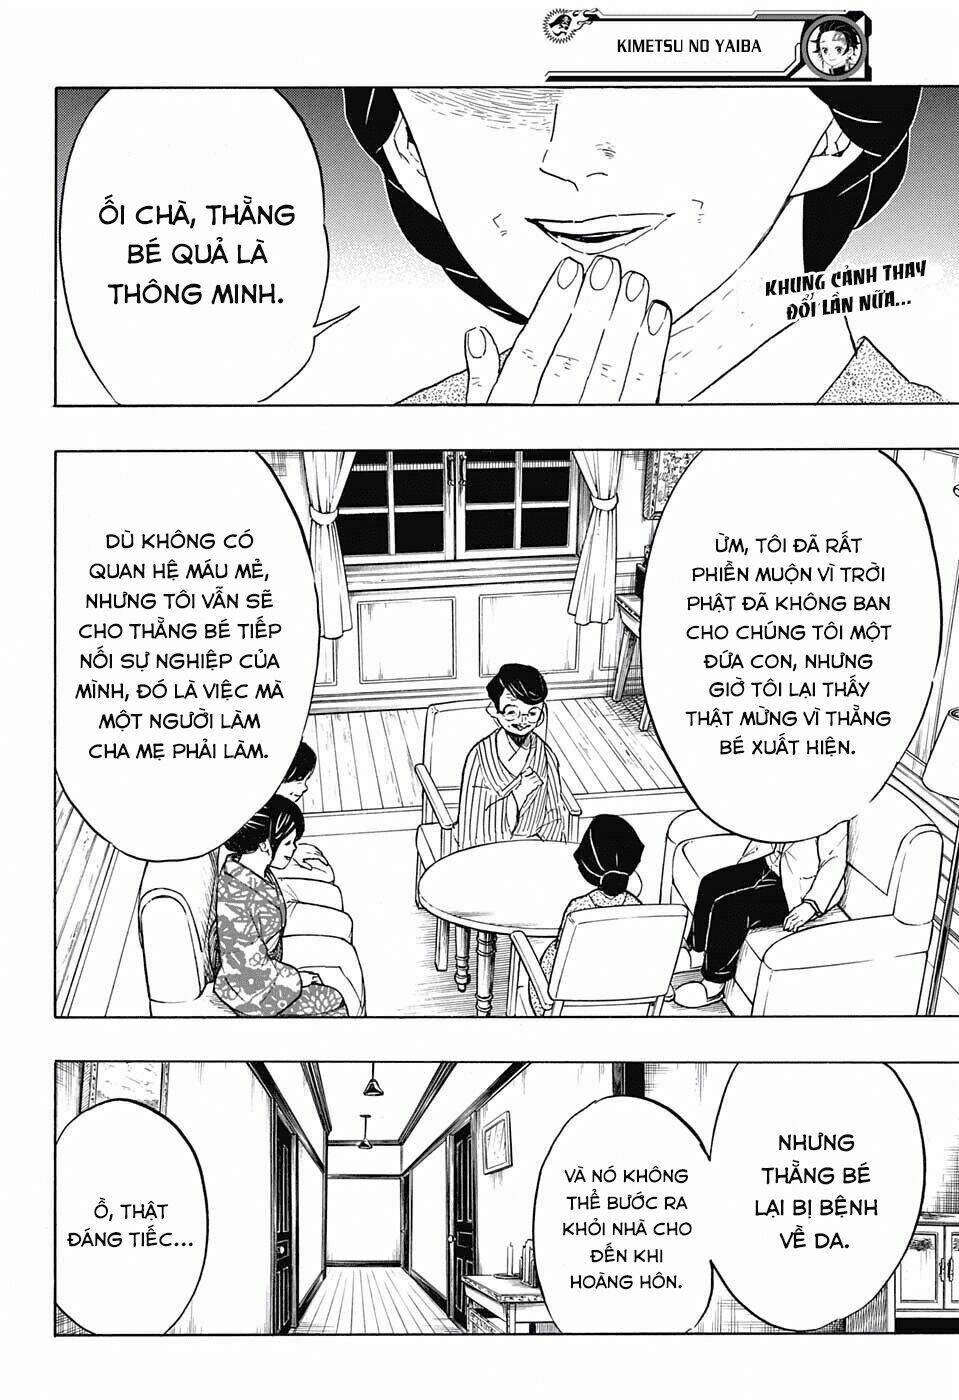 KIMETSU NO YAIBA
ỐI CHÀ, THẰNG
BÉ QUẢ LÀ
THÔNG MINH.
KHUNG CẢNH THAY
ĐỔI LẦN NỮA...
ỪM, TÔI ĐÃ RẤT
PHIỀN MUỘN VÌ TRỜI
PHẬT ĐÃ KHÔNG BAN
CHO CHÚNG TÔI MỘT
ĐỨA CON, NHƯNG
GIỜ TÔI LẠI THẤY
THẬT MỪNG VÌ THẰNG
BÉ XUẤT HIỆN.
DÙ KHÔNG CÓ
QUAN HỆ MÁU MẺ,
NHƯNG TÔI VẪN SẼ
CHO THẰNG BÉ TIẾP
NỐI SỰ NGHIỆP CỦA
MÌNH, ĐÓ LÀ VIỆC MÀ
MỘT NGƯỜI LÀM
CHA MẸ PHẢI LÀM.
NHƯNG
THẰNG BÉ
LẠI BỊ BỆNH
VỀ DA.
VÀ NÓ KHÔNG
THỂ BƯỚC RA
KHỎI NHÀ CHO
ĐẾN KHI
HOÀNG HÔN.
Ồ, THẬT
ĐÁNG TIẾC...